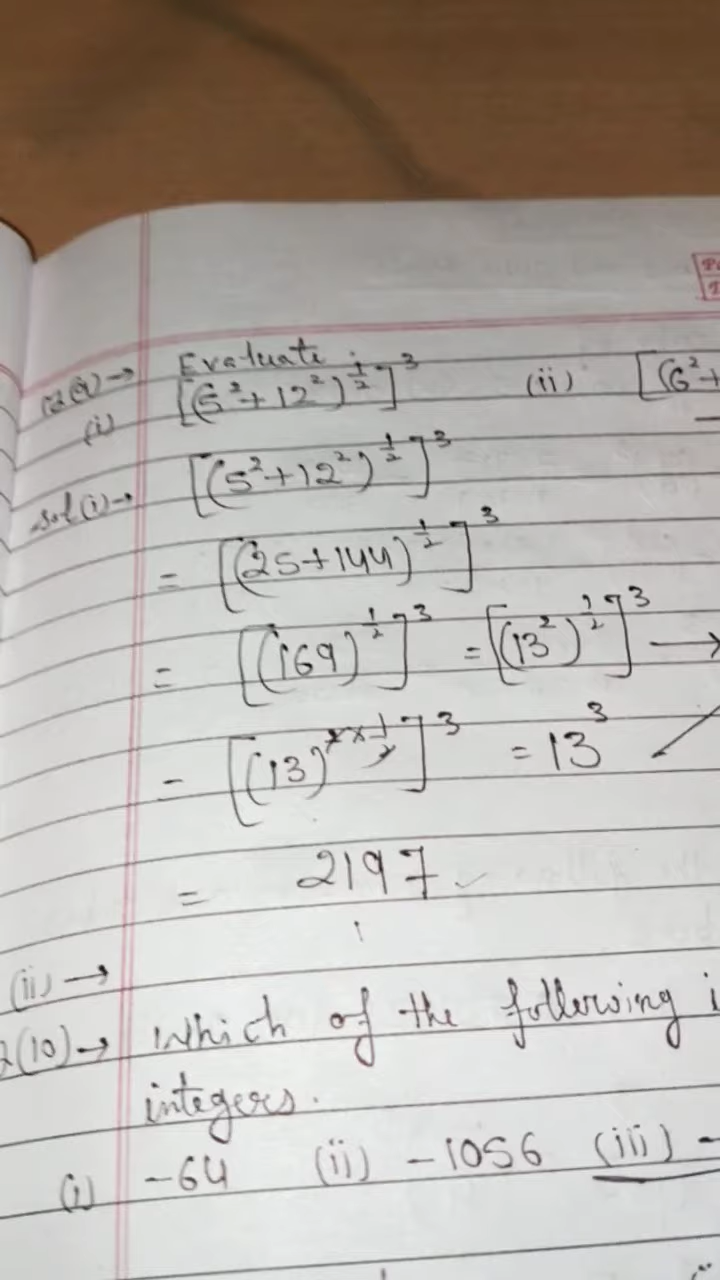 Q(9)→ Evaluate :
(i) [(5²+12²)^½]³ (ii) [(6²+
sol(i)→ [(5²+12²)^½]³
= [(25+144)^½]³
= [(169)^½]³ = [(13²)^½]³ →
= [(13)^2×½]³ = 13³
= 2197
(ii)→
Q(10)→ Which of the following i
integers.
(i) -64 (ii) -1056 (iii) -